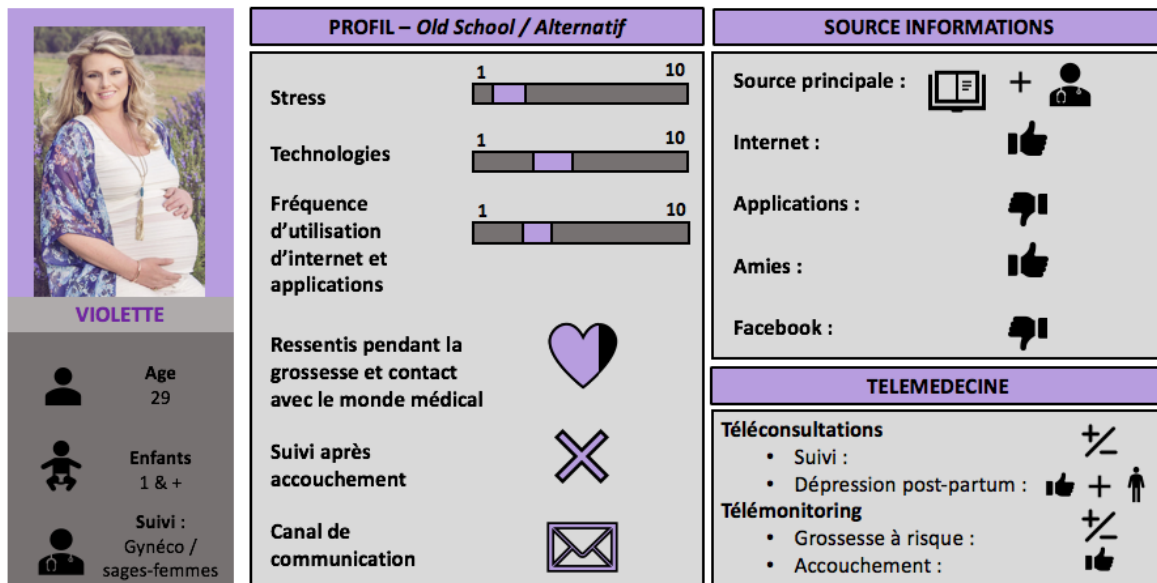 VIOLETTE
Age
29
Enfants
1 & +
Suivi :
Gynéco /
sages-femmes
PROFIL – Old School / Alternatif
Stress
1 10
Technologies
1 10
Fréquence
d'utilisation
d'internet et
applications
1 10
Ressentis pendant la
grossesse et contact
avec le monde médical
Suivi après
accouchement
Canal de
communication
SOURCE INFORMATIONS
Source principale :
+
Internet :
Applications :
Amies :
Facebook :
TELEMEDECINE
Téléconsultations
• Suivi :
+/-
• Dépression post-partum :
+
Télémonitoring
• Grossesse à risque :
+/-
• Accouchement :